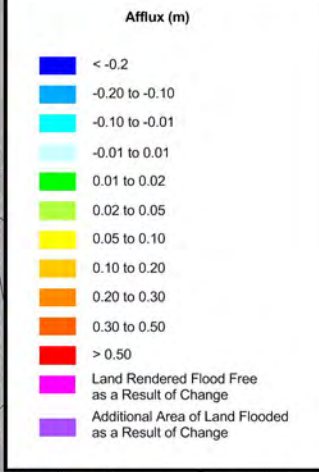 Afflux (m)
< -0.2
-0.20 to -0.10
-0.10 to -0.01
-0.01 to 0.01
0.01 to 0.02
0.02 to 0.05
0.05 to 0.10
0.10 to 0.20
0.20 to 0.30
0.30 to 0.50
> 0.50
Land Rendered Flood Free
as a Result of Change
Additional Area of Land Flooded
as a Result of Change